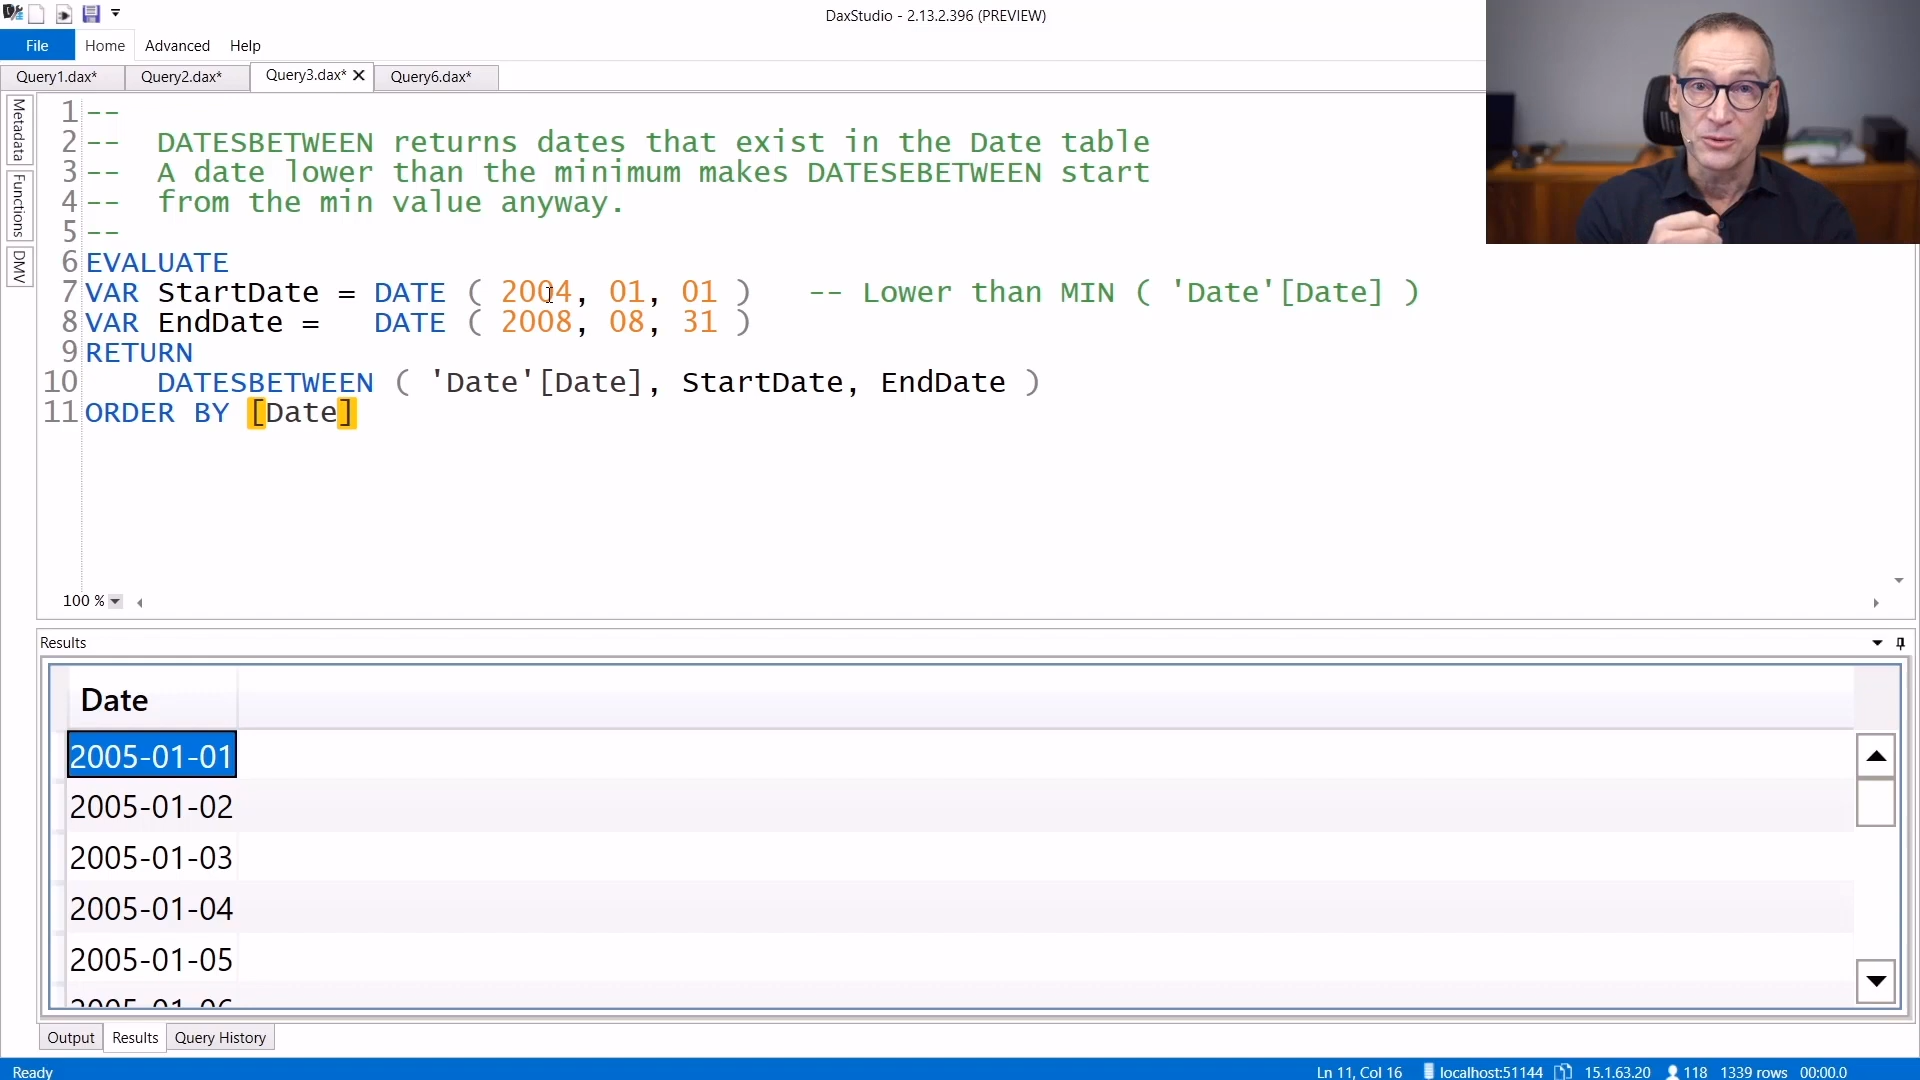 DaxStudio - 2.13.2.396 (PREVIEW)
File Home Advanced Help
Query1.dax* Query2.dax* Query3.dax* Query6.dax*
Metadata
Functions
DMV
1 --
2 -- DATESBETWEEN returns dates that exist in the Date table
3 -- A date lower than the minimum makes DATESEBETWEEN start
4 -- from the min value anyway.
5 --
6 EVALUATE
7 VAR StartDate = DATE ( 2004, 01, 01 ) -- Lower than MIN ( 'Date'[Date] )
8 VAR EndDate = DATE ( 2008, 08, 31 )
9 RETURN
10 DATESBETWEEN ( 'Date'[Date], StartDate, EndDate )
11 ORDER BY [Date]
100 %
Results
Date
2005-01-01
2005-01-02
2005-01-03
2005-01-04
2005-01-05
2005-01-06
Output Results Query History
Ready Ln 11, Col 16 localhost:51144 15.1.63.20 118 1339 rows 00:00.0